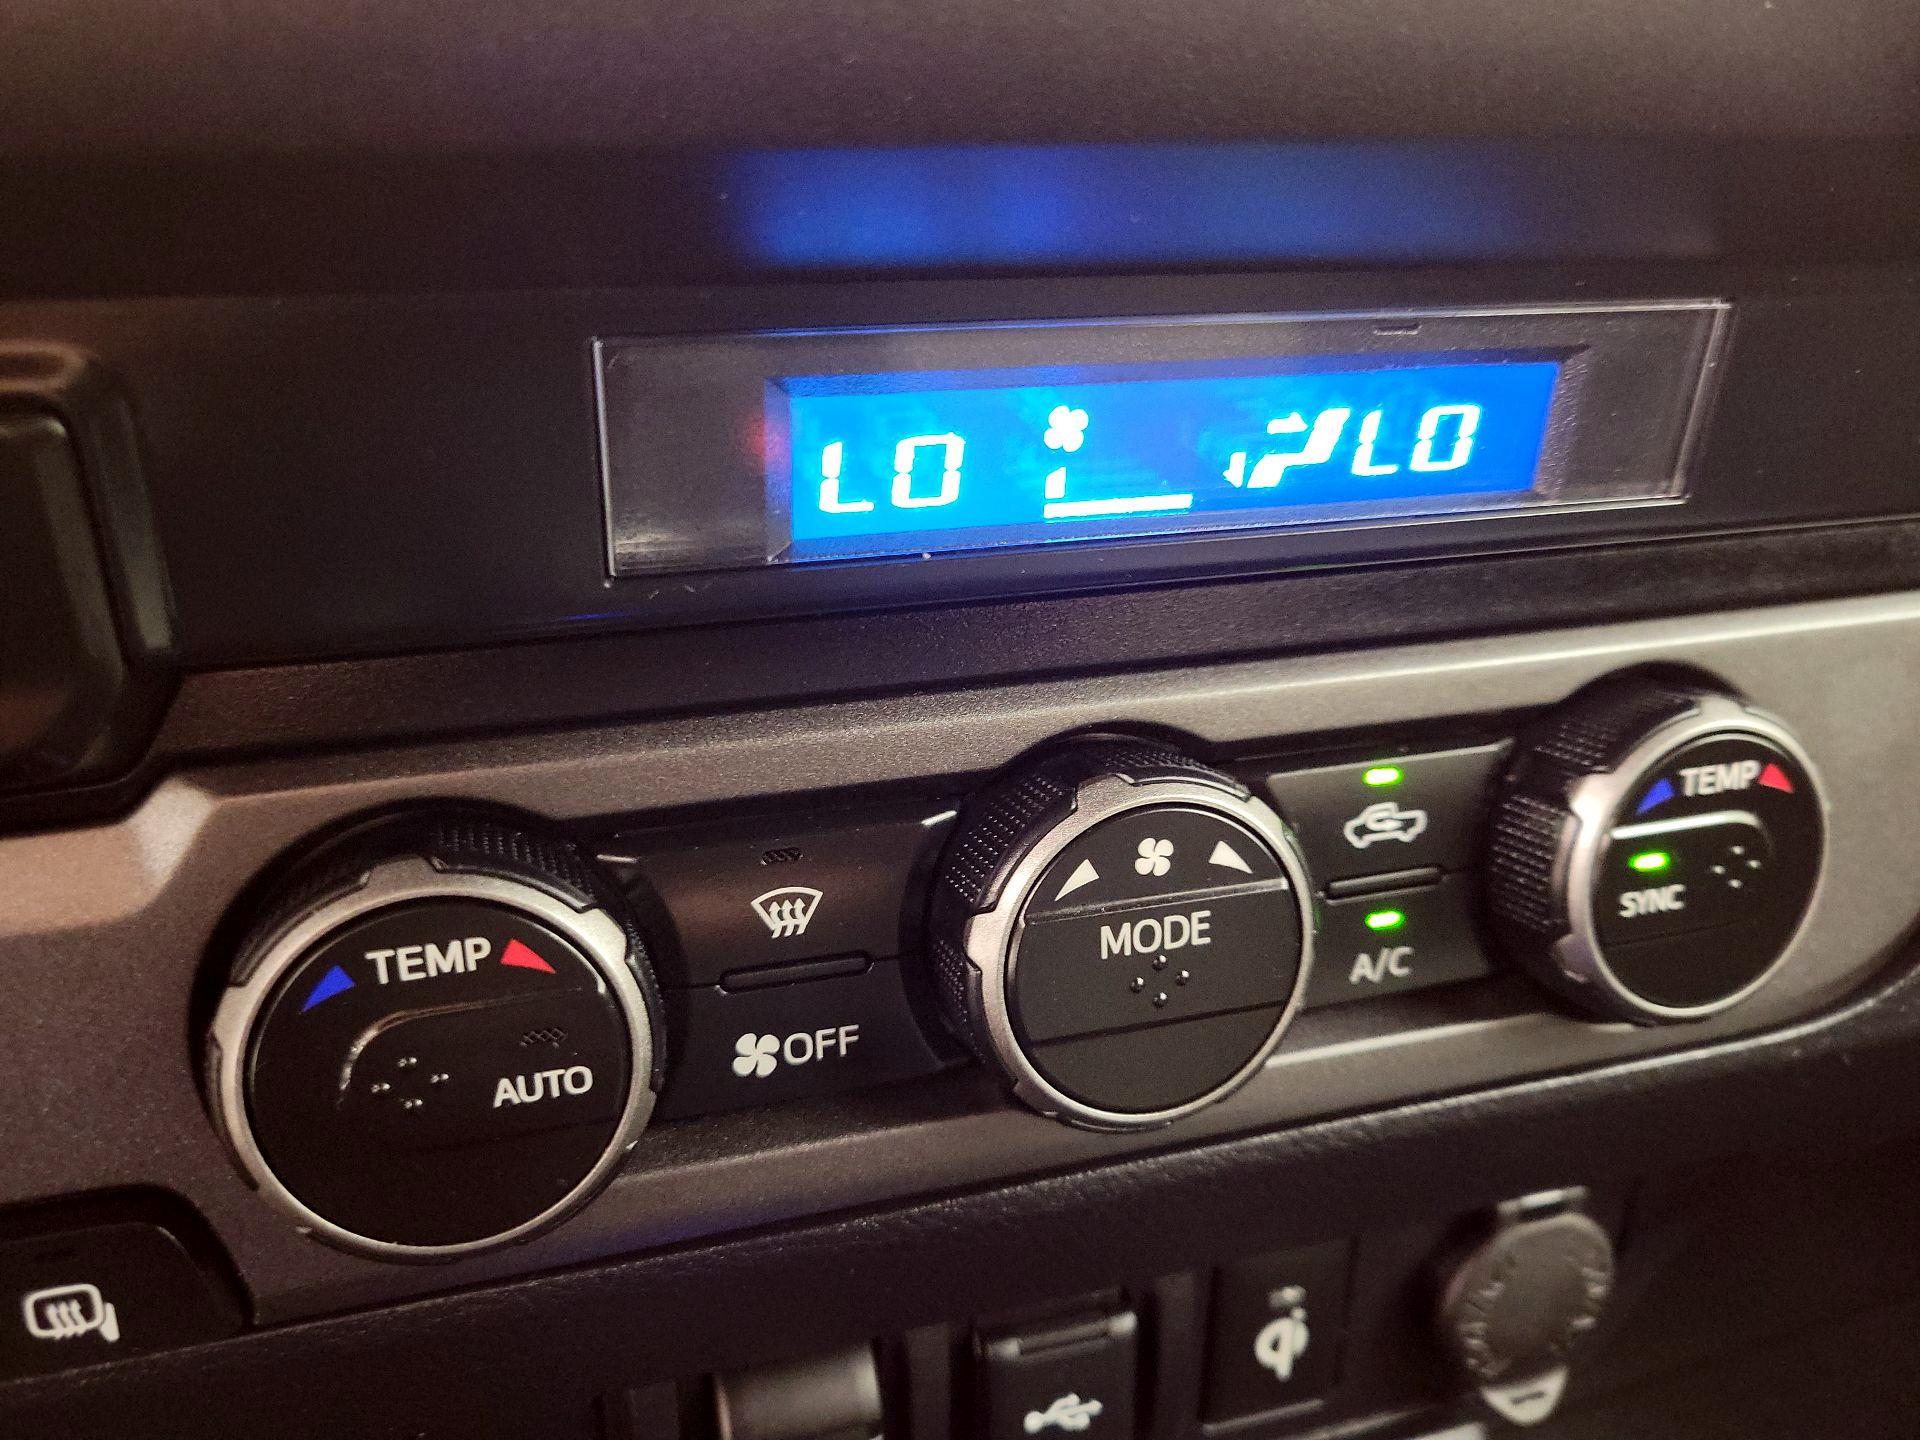 LO LO
TEMP
AUTO
OFF
MODE
A/C
TEMP
SYNC